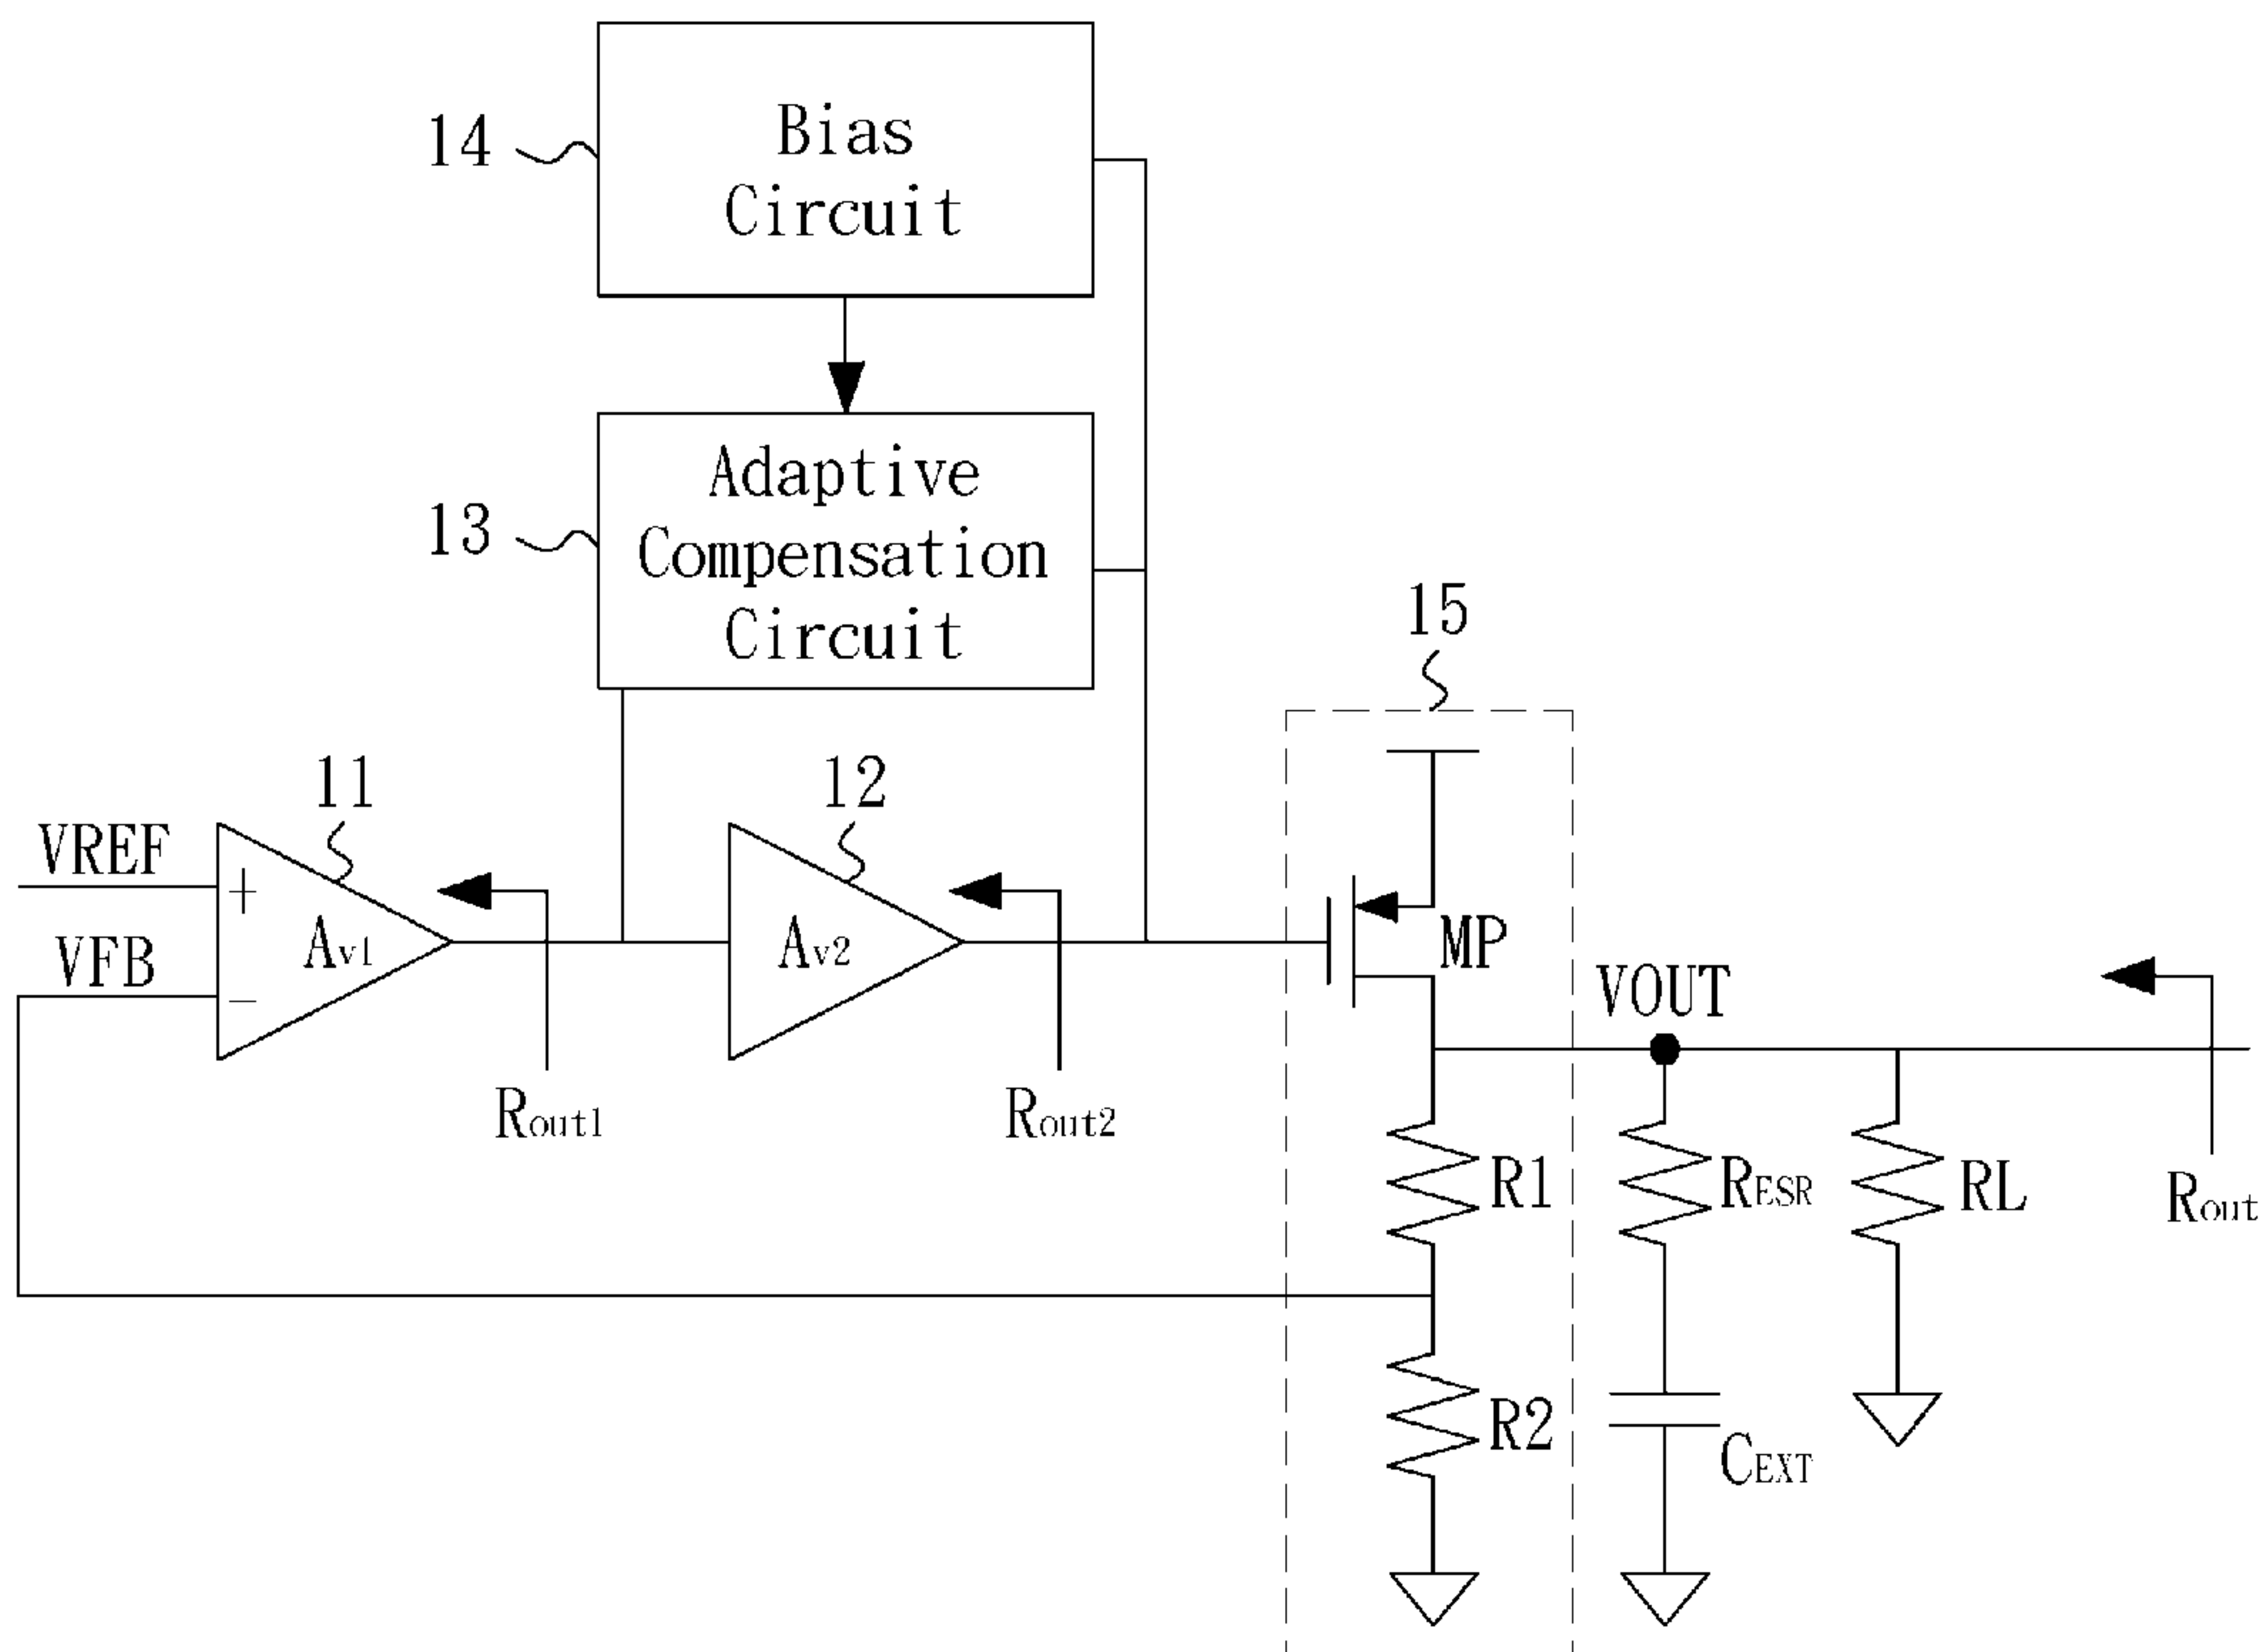 14
Bias
Circuit
13
Adaptive
Compensation
Circuit
15
11
12
VREF
+
Av1
VFB
-
Av2
MP
VOUT
Rout1
Rout2
R1
RESR
RL
Rout
R2
CEXT